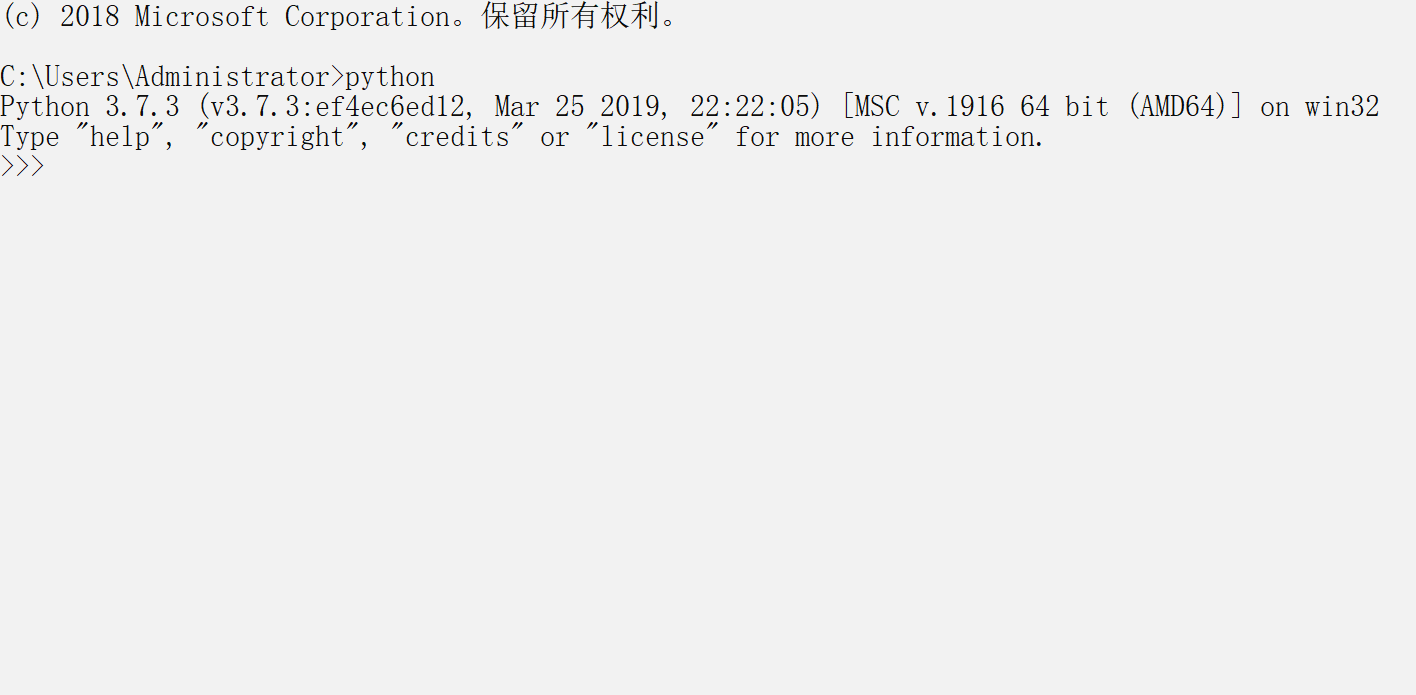 (c) 2018 Microsoft Corporation。保留所有权利。
C:\Users\Administrator>python
Python 3.7.3 (v3.7.3:ef4ec6ed12, Mar 25 2019, 22:22:05) [MSC v.1916 64 bit (AMD64)] on win32
Type "help", "copyright", "credits" or "license" for more information.
>>>